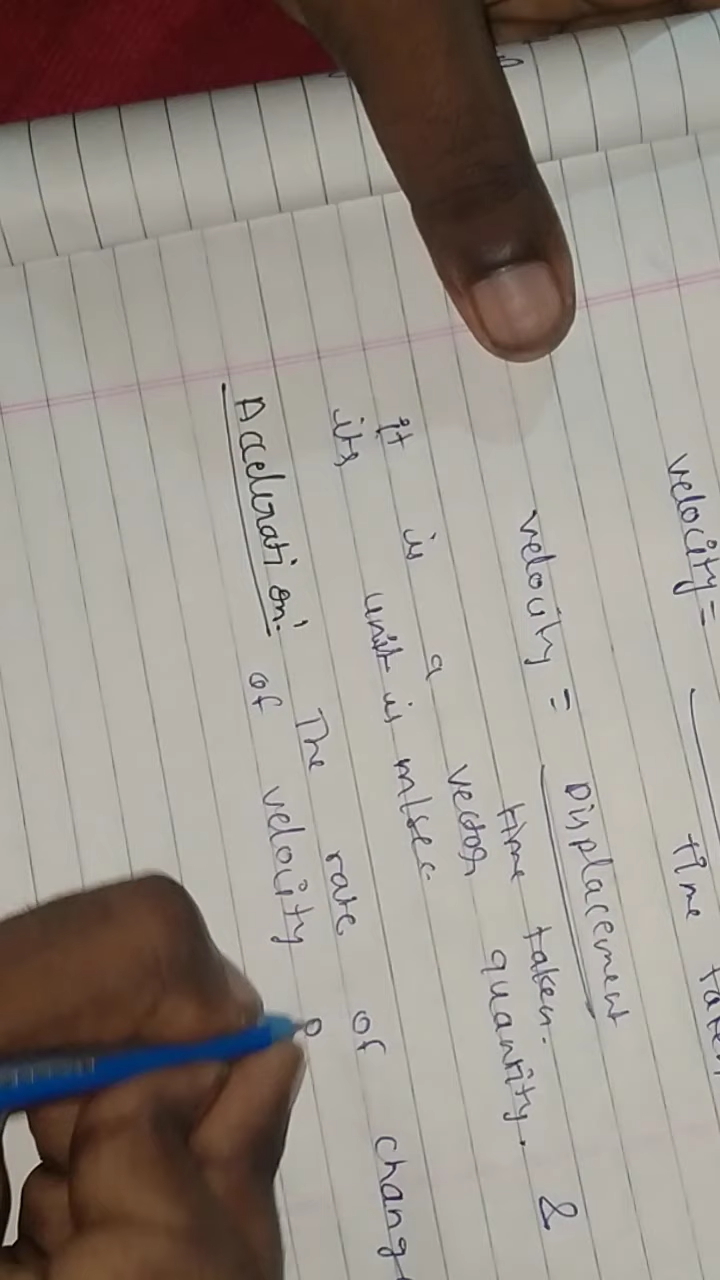 velocity =
time taken
velocity = Displacement
time taken.
it is a vector quantity. &
its unit is m/sec.
Acceleration: The rate of change
of velocity o